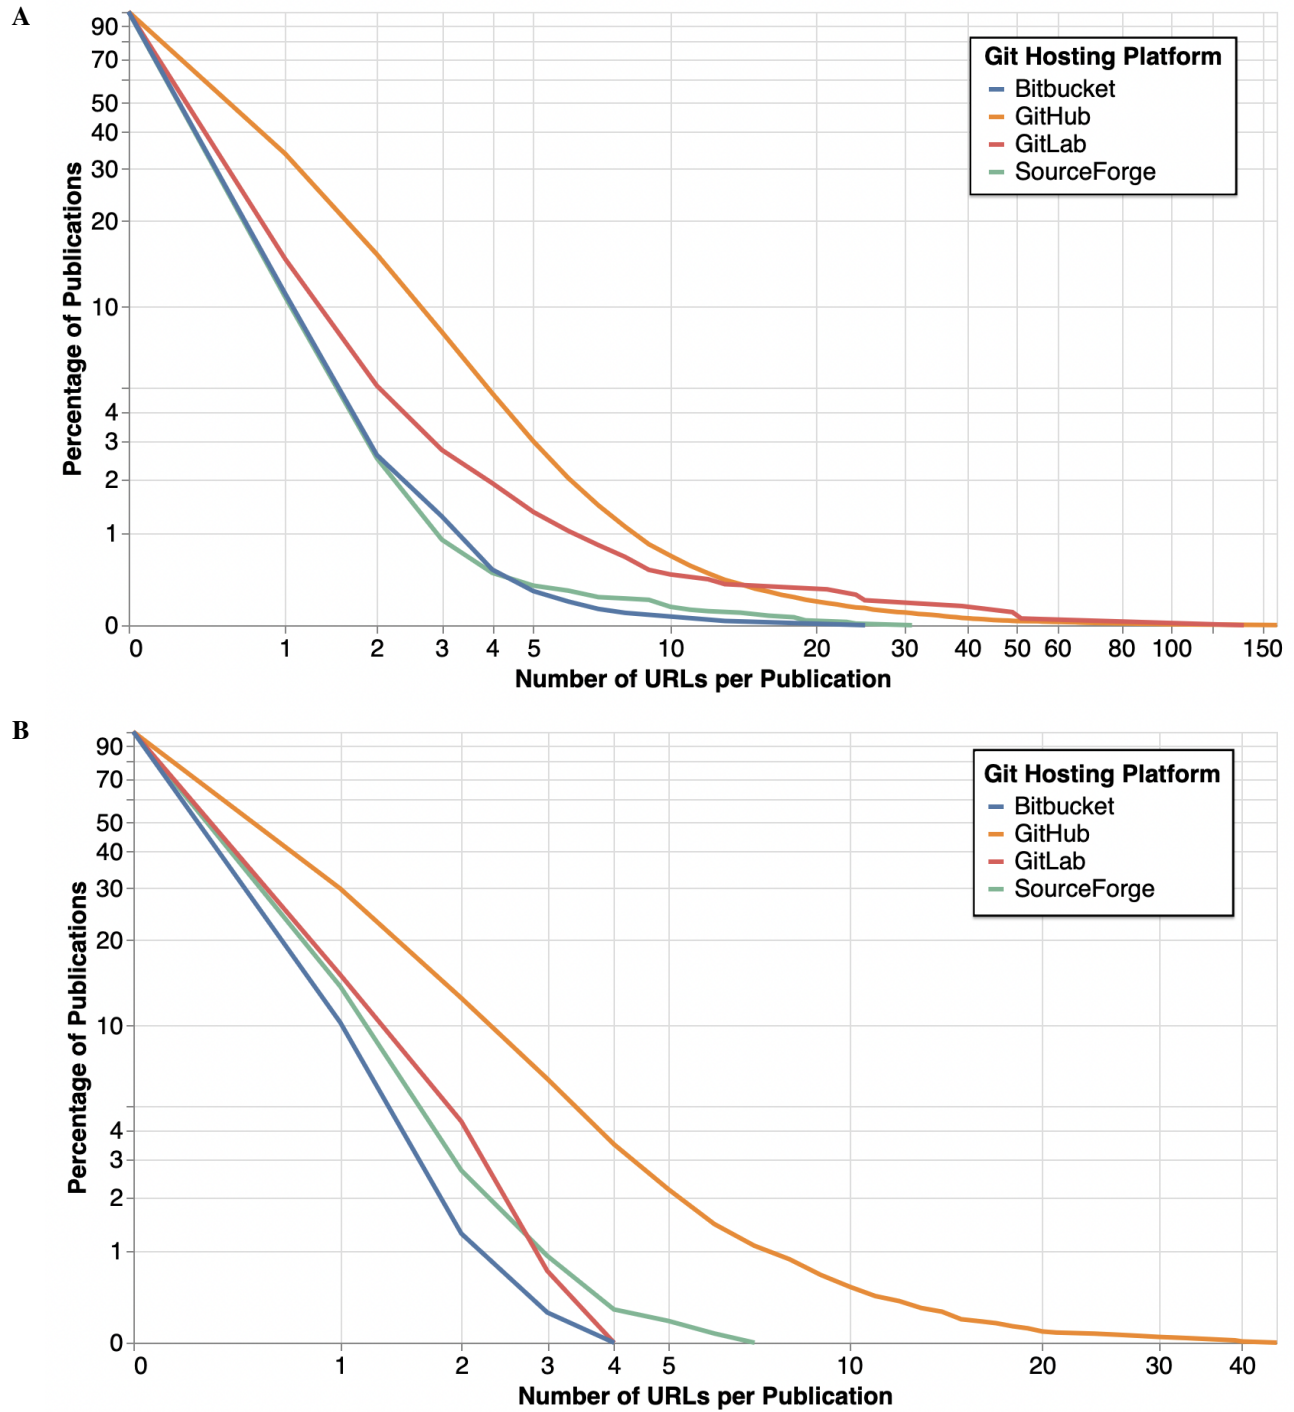 A
90
70
50
40
30
20
10
4
3
2
1
0
Percentage of Publications
Git Hosting Platform
Bitbucket
GitHub
GitLab
SourceForge
0 1 2 3 4 5 10 20 30 40 50 60 80 100 150
Number of URLs per Publication
B
90
70
50
40
30
20
10
4
3
2
1
0
Percentage of Publications
Git Hosting Platform
Bitbucket
GitHub
GitLab
SourceForge
0 1 2 3 4 5 10 20 30 40
Number of URLs per Publication